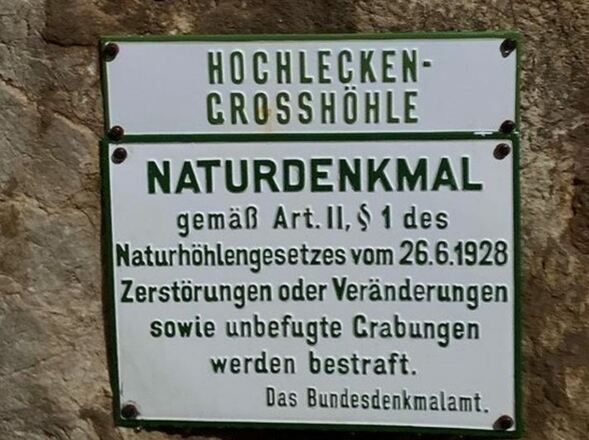 HOCHLECKEN-
GROSSHÖHLE
NATURDENKMAL
gemäß Art. II, § 1 des
Naturhöhlengesetzes vom 26.6.1928
Zerstörungen oder Veränderungen
sowie unbefugte Grabungen
werden bestraft.
Das Bundesdenkmalamt.